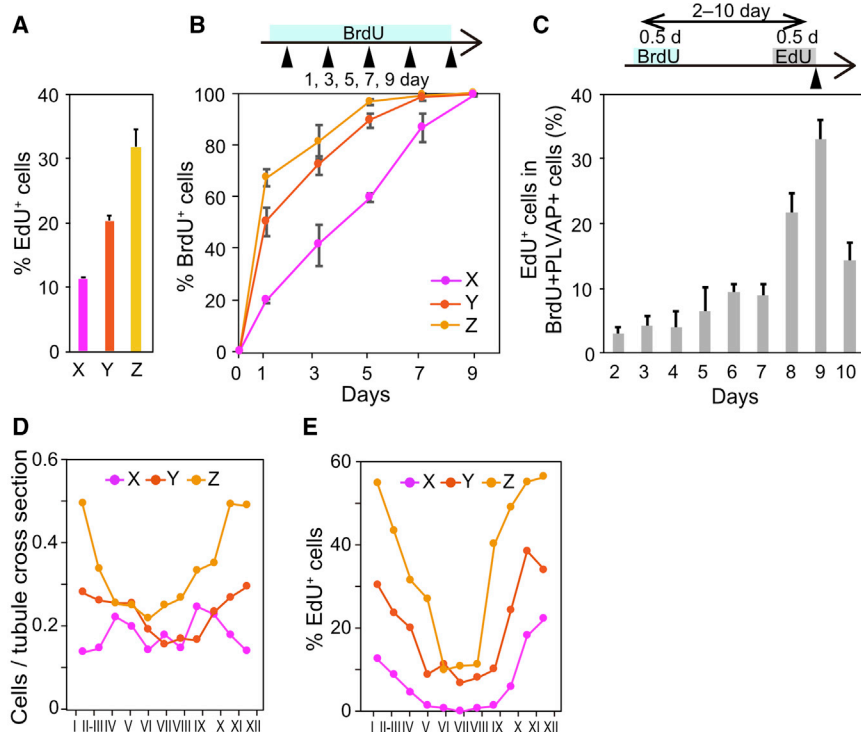 A
% EdU⁺ cells
40
30
20
10
0
X Y Z
B
BrdU
1, 3, 5, 7, 9 day
% BrdU⁺ cells
100
80
60
40
20
0
X
Y
Z
0 1 3 5 7 9
Days
C
2–10 day
0.5 d 0.5 d
BrdU EdU
EdU⁺ cells in
BrdU+PLVAP+ cells (%)
40
30
20
10
0
2 3 4 5 6 7 8 9 10
Days
D
Cells / tubule cross section
0.6
0.4
0.2
0
X Y Z
I II-III IV V VI VII VIII IX X XI XII
E
% EdU⁺ cells
60
40
20
0
X Y Z
I II-III IV V VI VII VIII IX X XI XII